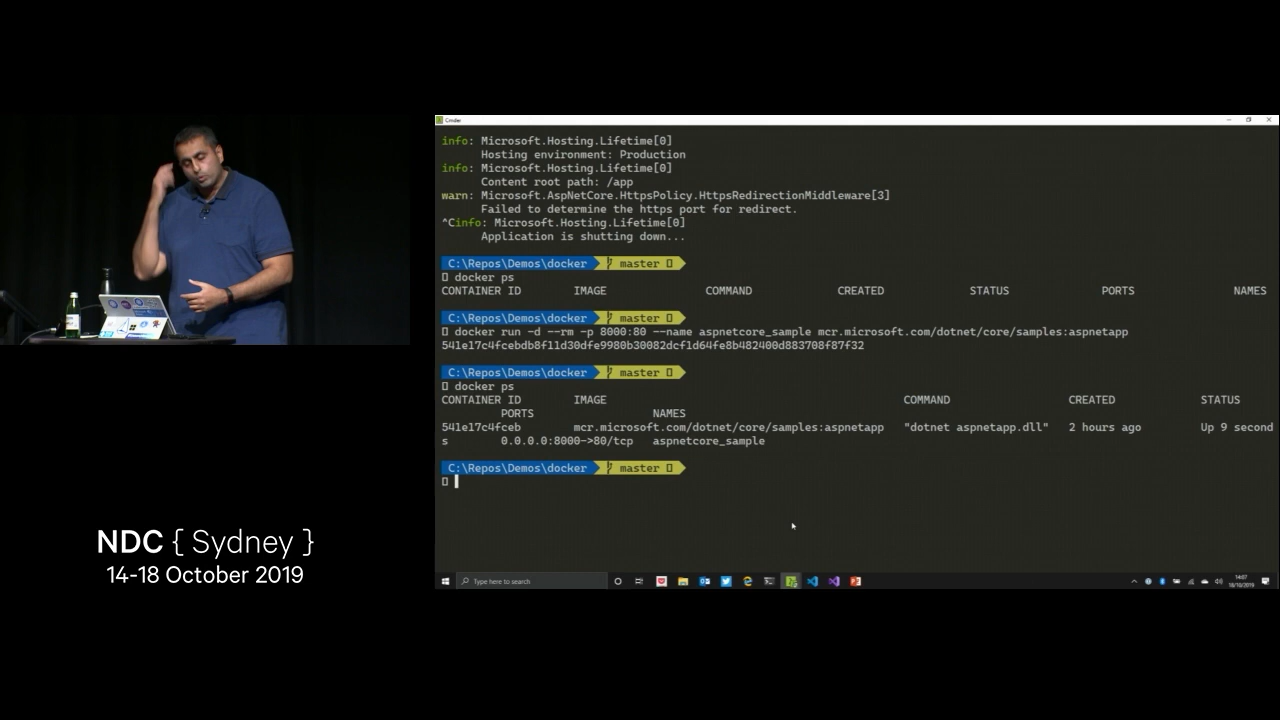 Cmder
info: Microsoft.Hosting.Lifetime[0]
Hosting environment: Production
info: Microsoft.Hosting.Lifetime[0]
Content root path: /app
warn: Microsoft.AspNetCore.HttpsPolicy.HttpsRedirectionMiddleware[3]
Failed to determine the https port for redirect.
^Cinfo: Microsoft.Hosting.Lifetime[0]
Application is shutting down...
C:\Repos\Demos\docker master
docker ps
CONTAINER ID IMAGE COMMAND CREATED STATUS PORTS NAMES
C:\Repos\Demos\docker master
docker run -d --rm -p 8000:80 --name aspnetcore_sample mcr.microsoft.com/dotnet/core/samples:aspnetapp
541e17c4fcebdb8f11d30dfe9980b30082dcf1d64fe8b482400d883708f87f32
C:\Repos\Demos\docker master
docker ps
CONTAINER ID IMAGE COMMAND CREATED STATUS
PORTS NAMES
541e17c4fceb mcr.microsoft.com/dotnet/core/samples:aspnetapp "dotnet aspnetapp.dll" 2 hours ago Up 9 second
s 0.0.0.0:8000->80/tcp aspnetcore_sample
C:\Repos\Demos\docker master
Type here to search
14:07
18/10/2019
NDC { Sydney }
14-18 October 2019